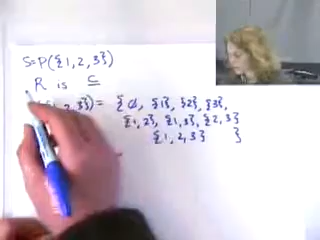 S=P({1,2,3})
R is ⊆
{1,2,3})= {∅, {1}, {2}, {3},
{1,2}, {1,3}, {2,3}
{1,2,3} }